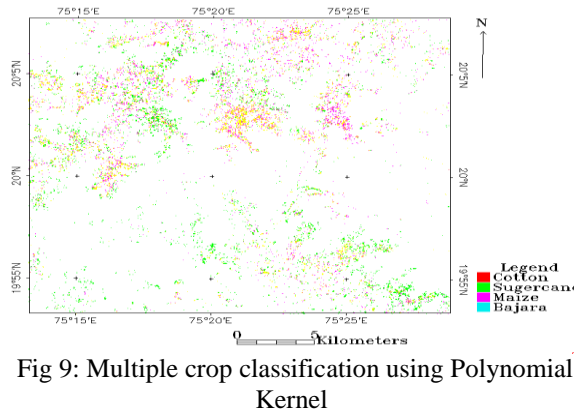 75°15'E 75°20'E 75°25'E
N
20°5'N 20°5'N
20°N 20°N
19°55'N 19°55'N
75°15'E 75°20'E 75°25'E
Legend
Cotton
Sugercane
Maize
Bajara
0 5
Kilometers
Fig 9: Multiple crop classification using Polynomial
Kernel